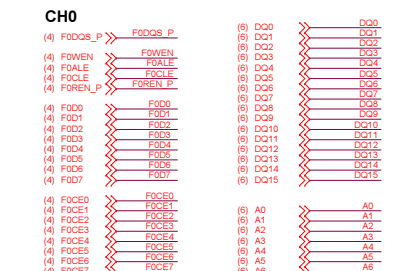 CH0
(4) F0DQS_P F0DQS_P
(4) F0WEN F0WEN
(4) F0ALE F0ALE
(4) F0CLE F0CLE
(4) F0REN_P F0REN_P
(4) F0D0 F0D0
(4) F0D1 F0D1
(4) F0D2 F0D2
(4) F0D3 F0D3
(4) F0D4 F0D4
(4) F0D5 F0D5
(4) F0D6 F0D6
(4) F0D7 F0D7
(4) F0CE0 F0CE0
(4) F0CE1 F0CE1
(4) F0CE2 F0CE2
(4) F0CE3 F0CE3
(4) F0CE4 F0CE4
(4) F0CE5 F0CE5
(4) F0CE6 F0CE6
(4) F0CE7 F0CE7
(6) DQ0 DQ0
(6) DQ1 DQ1
(6) DQ2 DQ2
(6) DQ3 DQ3
(6) DQ4 DQ4
(6) DQ5 DQ5
(6) DQ6 DQ6
(6) DQ7 DQ7
(6) DQ8 DQ8
(6) DQ9 DQ9
(6) DQ10 DQ10
(6) DQ11 DQ11
(6) DQ12 DQ12
(6) DQ13 DQ13
(6) DQ14 DQ14
(6) DQ15 DQ15
(6) A0 A0
(6) A1 A1
(6) A2 A2
(6) A3 A3
(6) A4 A4
(6) A5 A5
(6) A6 A6